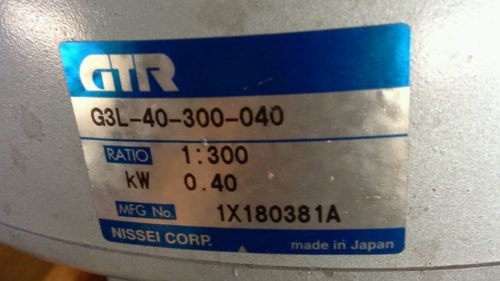 GTR
G3L-40-300-040
RATIO 1:300
kW 0.40
MFG No. 1X180381A
NISSEI CORP. made in Japan